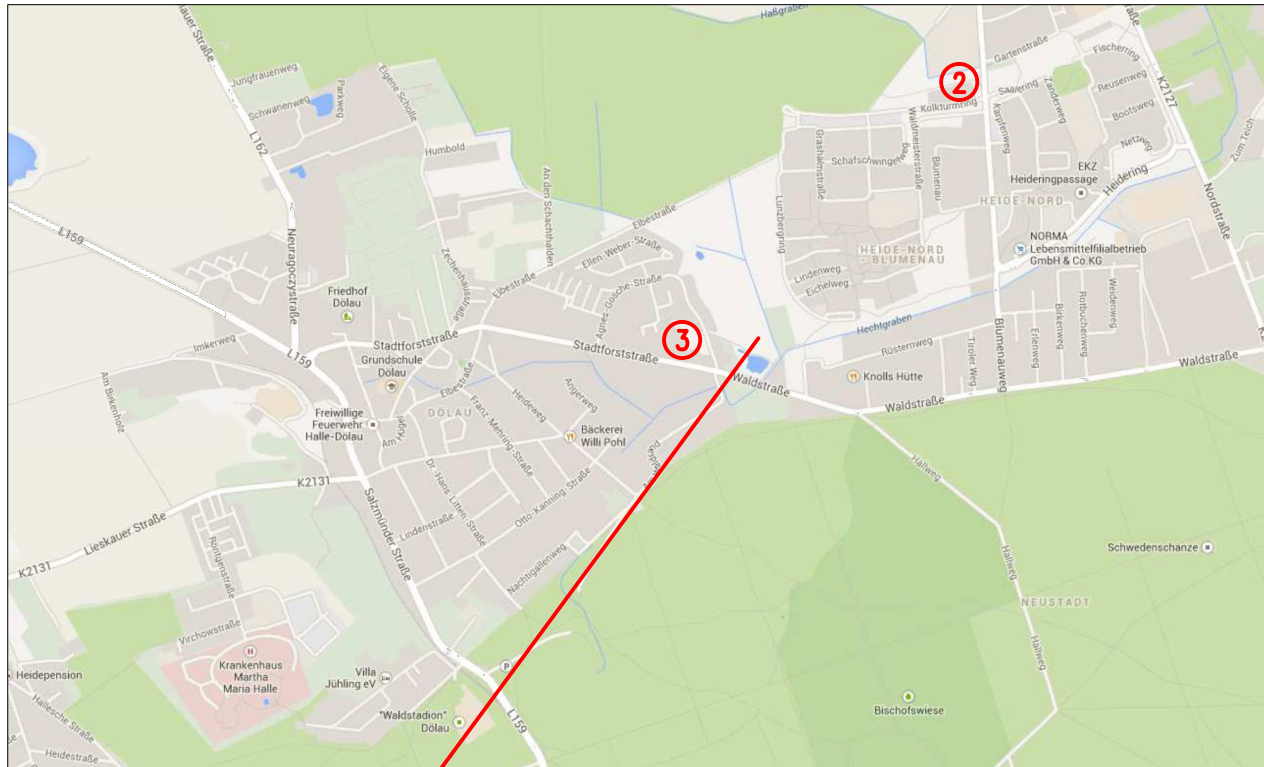 Haßgraben
②
Gartenstraße
Fischerring
K2127
Reusenweg
Bootsweg
Netzweg
Zum Teich
Zanderweg
Saalering
Kolkturmring
Karpfenweg
Jungfrauenweg
Schwanenweg
Parkweg
Eigene Scholle
L162
Humbold
An den Schachthalden
Grashalmstraße
Schafschwingelweg
Waldmeisterstraße
Blumenau
EKZ
Heideringpassage
Heidering
HEIDE-NORD
NORMA
Lebensmittelfilialbetrieb
GmbH & Co.KG
Nordstraße
Lunzbergring
HEIDE-NORD
- BLUMENAU
Lindenweg
Eichelweg
L159
Neuragoczystraße
Zechenhausstraße
Elbestraße
Ellen-Weber-Straße
Elbestraße
Agnes-Gosche-Straße
Friedhof
Dölau
Imkerweg
L159
Stadtforststraße
Stadtforststraße
③
Hechtgraben
Rüsternweg
Blumenauweg
Tiroler Weg
Erlenweg
Birkenweg
Rotbuchenweg
Weidenweg
Waldstraße
Waldstraße
Waldstraße
Knolls Hütte
Grundschule
Dölau
Elbestraße
Am Birkenholz
Freiwillige
Feuerwehr
Halle-Dölau
DÖLAU
Franz-Mehring-Straße
Heideweg
Angerweg
Bäckerei
Willi Pohl
Dr.-Hans-Litten-Straße
Otto-Kanning-Straße
K2131
Lieskauer Straße
K2131
Salzmünder Straße
Lindenstraße
Nachtigallenweg
Röntgenstraße
Virchowstraße
Krankenhaus
Martha
Maria Halle
Villa
Jühling eV
Heidepension
Hallesche Straße
Heidestraße
"Waldstadion"
Dölau
P
L159
Hallweg
Hallweg
Hallweg
Schwedenschanze
NEUSTADT
Bischofswiese